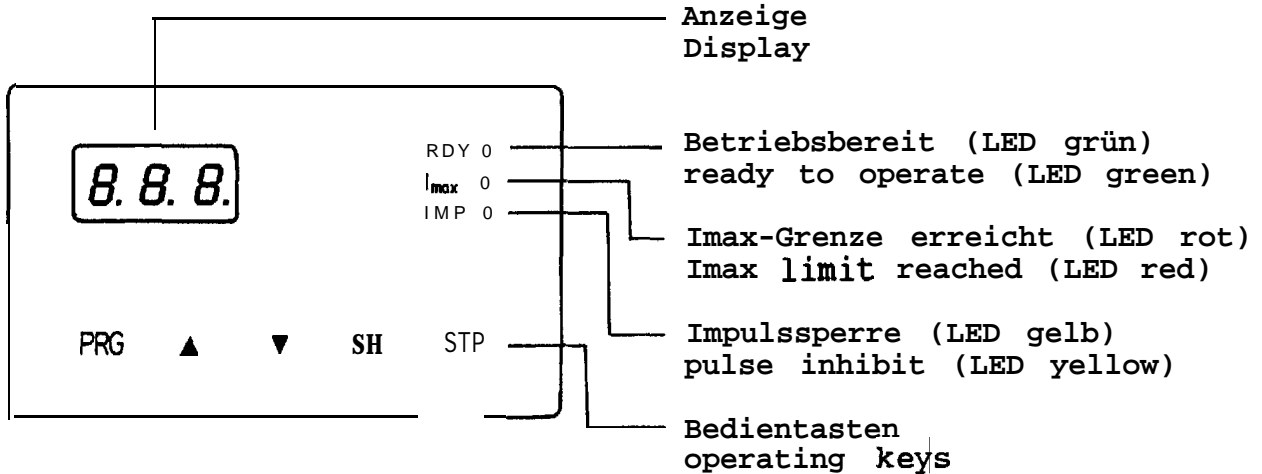 Anzeige
Display
8.8.8.
RDY 0
Imax 0
IMP 0
Betriebsbereit (LED grün)
ready to operate (LED green)
Imax-Grenze erreicht (LED rot)
Imax limit reached (LED red)
PRG ▲ ▼ SH STP
Impulssperre (LED gelb)
pulse inhibit (LED yellow)
Bedientasten
operating keys